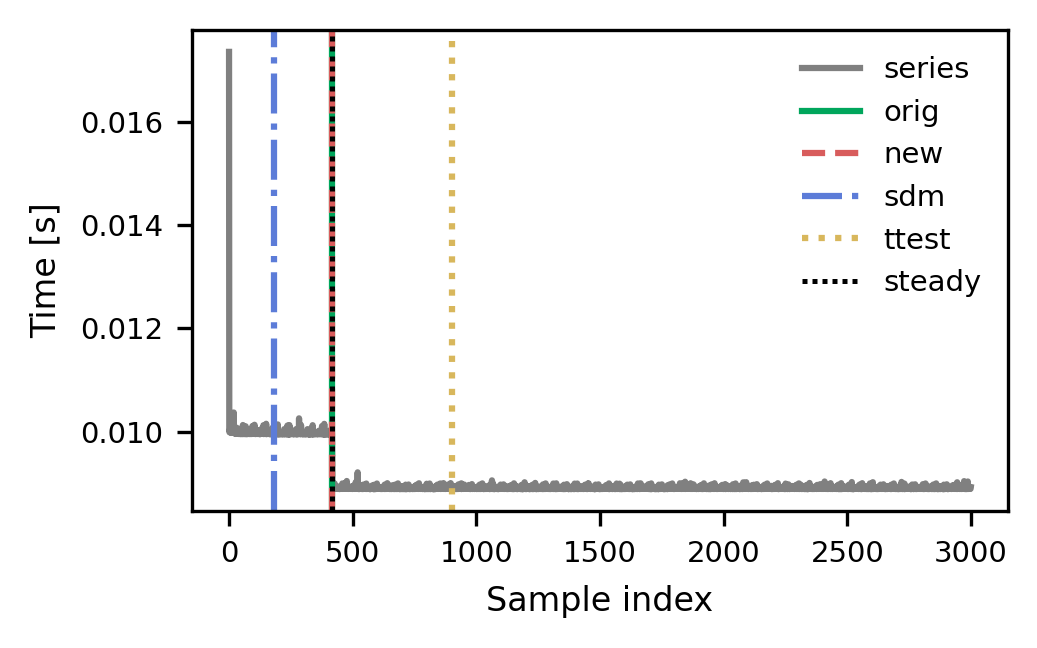 Time [s]
0.016
0.014
0.012
0.010
0
500
1000
1500
2000
2500
3000
Sample index
series
orig
new
sdm
ttest
steady